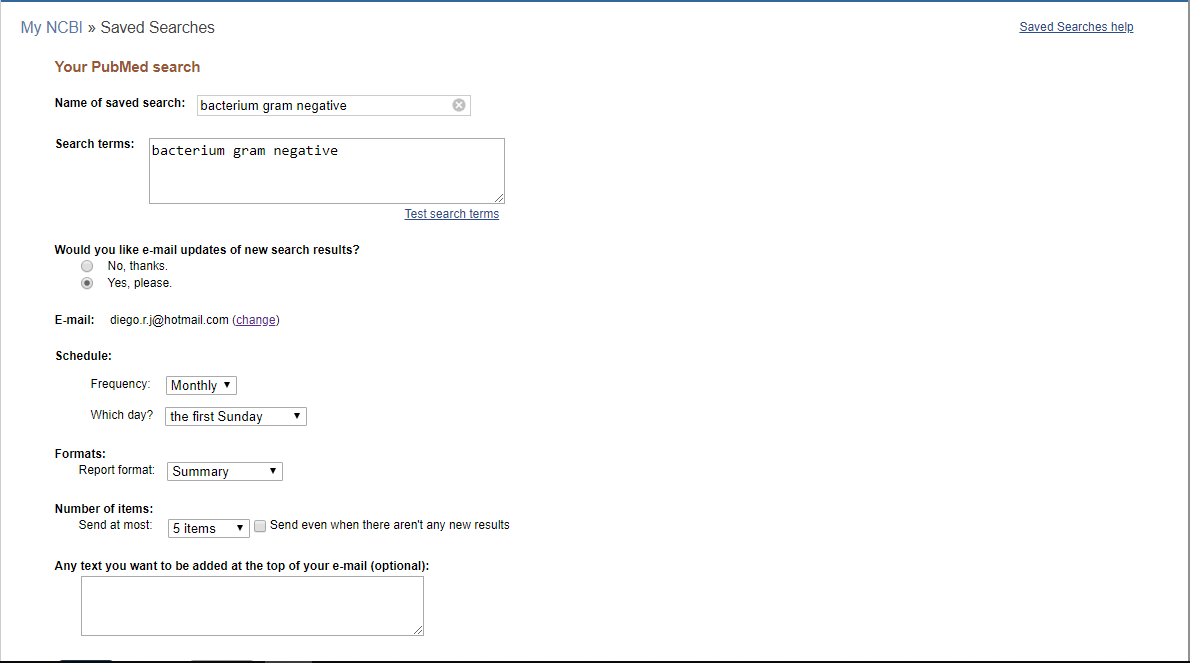 My NCBI » Saved Searches
Saved Searches help
Your PubMed search
Name of saved search: bacterium gram negative
Search terms: bacterium gram negative
Test search terms
Would you like e-mail updates of new search results?
No, thanks.
Yes, please.
E-mail: diego.r.j@hotmail.com (change)
Schedule:
Frequency: Monthly
Which day? the first Sunday
Formats:
Report format: Summary
Number of items:
Send at most: 5 items Send even when there aren't any new results
Any text you want to be added at the top of your e-mail (optional):